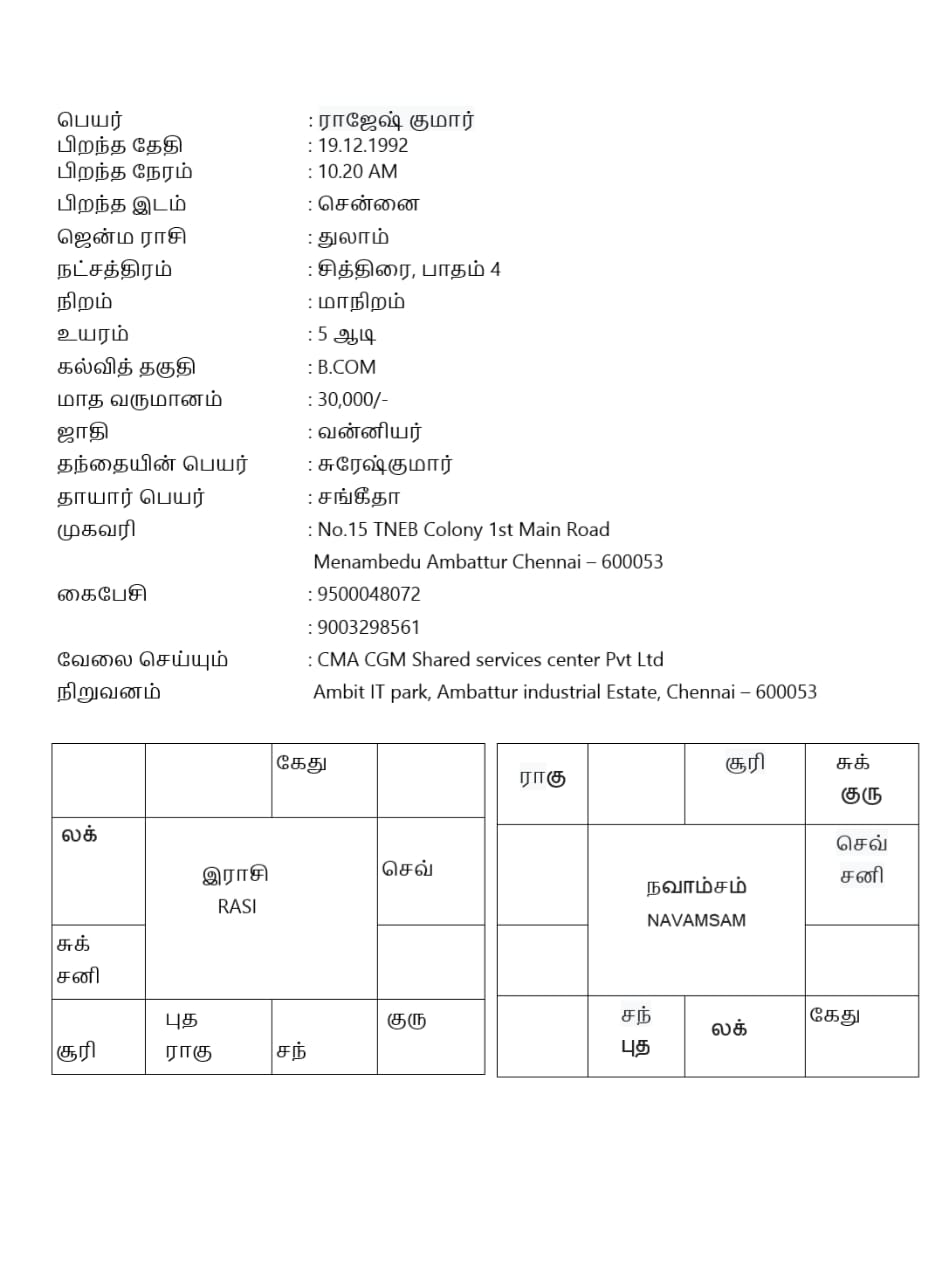 பெயர் : ராஜேஷ் குமார்
பிறந்த தேதி : 19.12.1992
பிறந்த நேரம் : 10.20 AM
பிறந்த இடம் : சென்னை
ஜென்ம ராசி : துலாம்
நட்சத்திரம் : சித்திரை, பாதம் 4
நிறம் : மாநிறம்
உயரம் : 5 ஆடி
கல்வித் தகுதி : B.COM
மாத வருமானம் : 30,000/-
ஜாதி : வன்னியர்
தந்தையின் பெயர் : சுரேஷ்குமார்
தாயார் பெயர் : சங்கீதா
முகவரி : No.15 TNEB Colony 1st Main Road
Menambedu Ambattur Chennai – 600053
கைபேசி : 9500048072
: 9003298561
வேலை செய்யும் : CMA CGM Shared services center Pvt Ltd
நிறுவனம் Ambit IT park, Ambattur industrial Estate, Chennai – 600053
கேது
லக்
செவ்
இராசி
RASI
சுக்
சனி
சூரி
புத
ராகு
சந்
குரு
ராகு
சூரி
சுக்
குரு
செவ்
சனி
நவாம்சம்
NAVAMSAM
சந்
புத
லக்
கேது